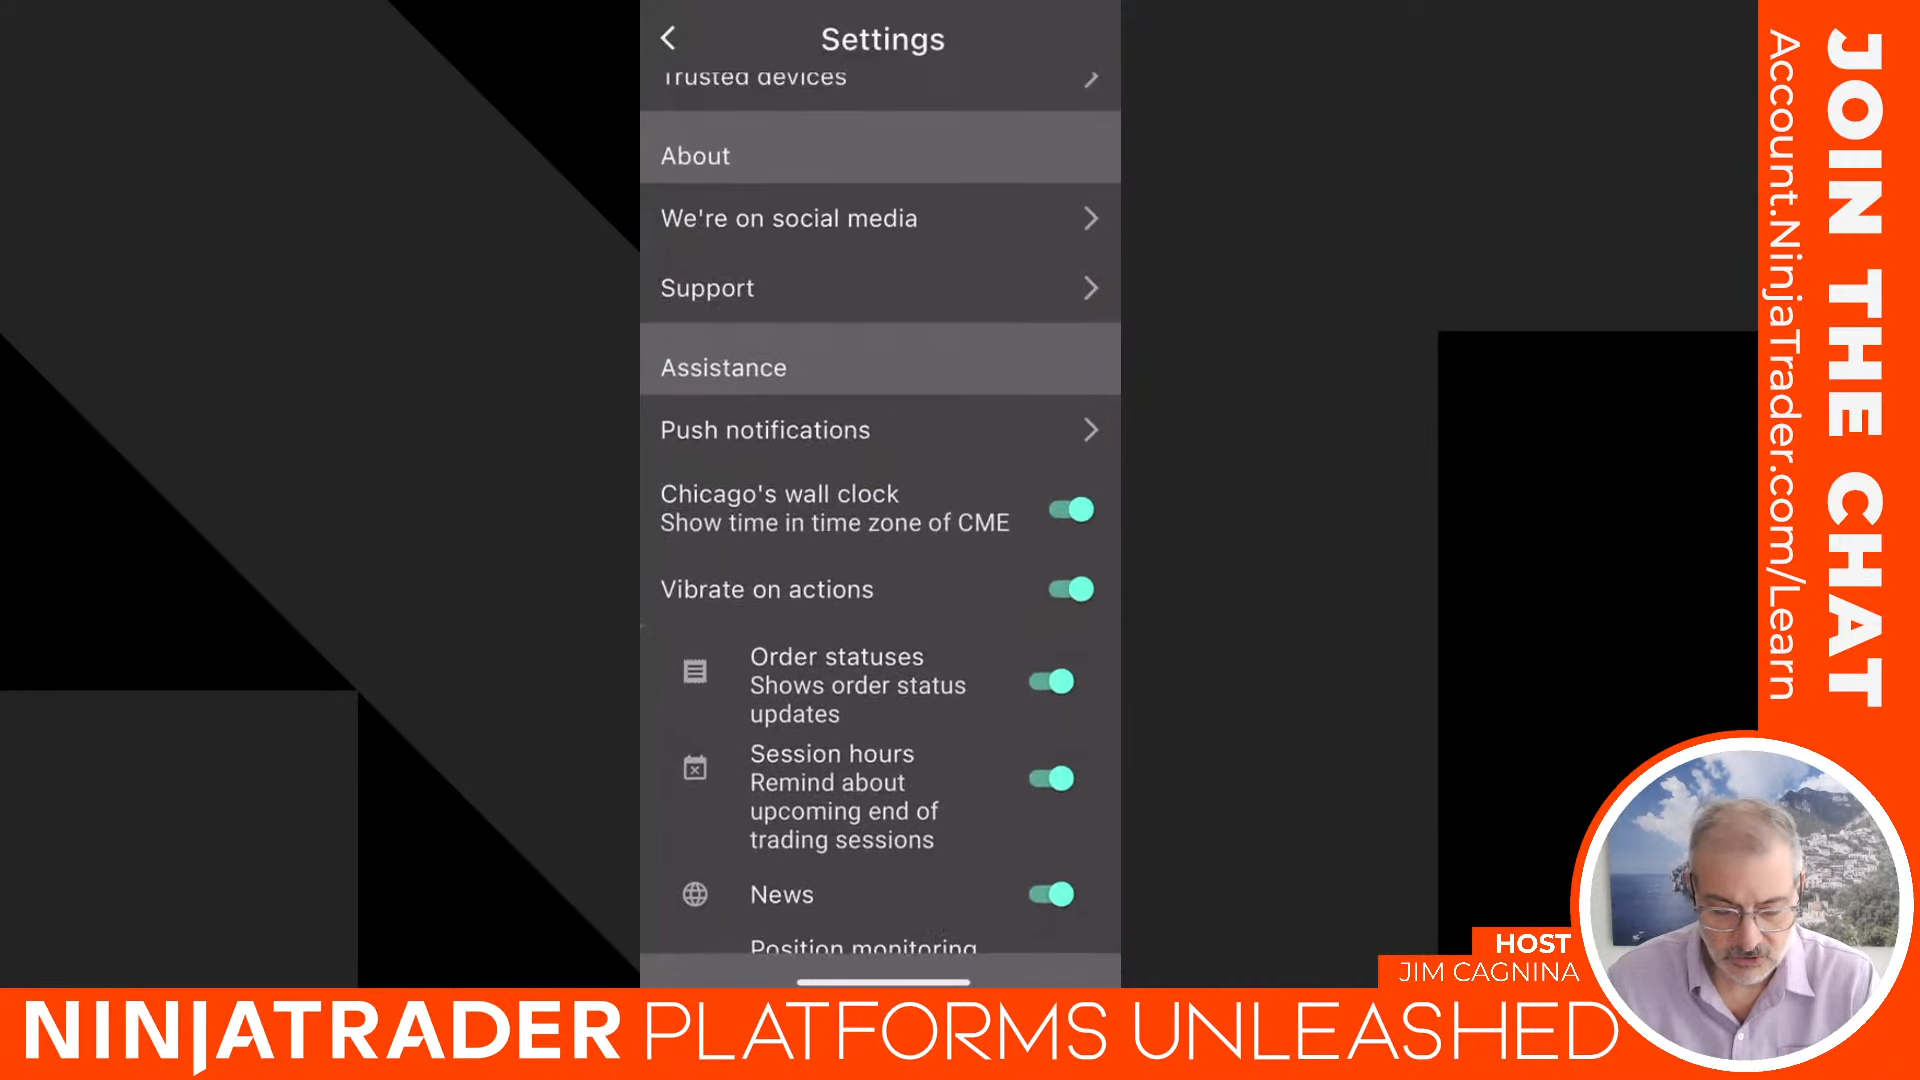 Settings
Trusted devices
About
We're on social media
Support
Assistance
Push notifications
Chicago's wall clock
Show time in time zone of CME
Vibrate on actions
Order statuses
Shows order status
updates
Session hours
Remind about
upcoming end of
trading sessions
News
Position monitoring
JOIN THE CHAT
Account.NinjaTrader.com/Learn
HOST
JIM CAGNINA
NINJATRADER PLATFORMS UNLEASHED